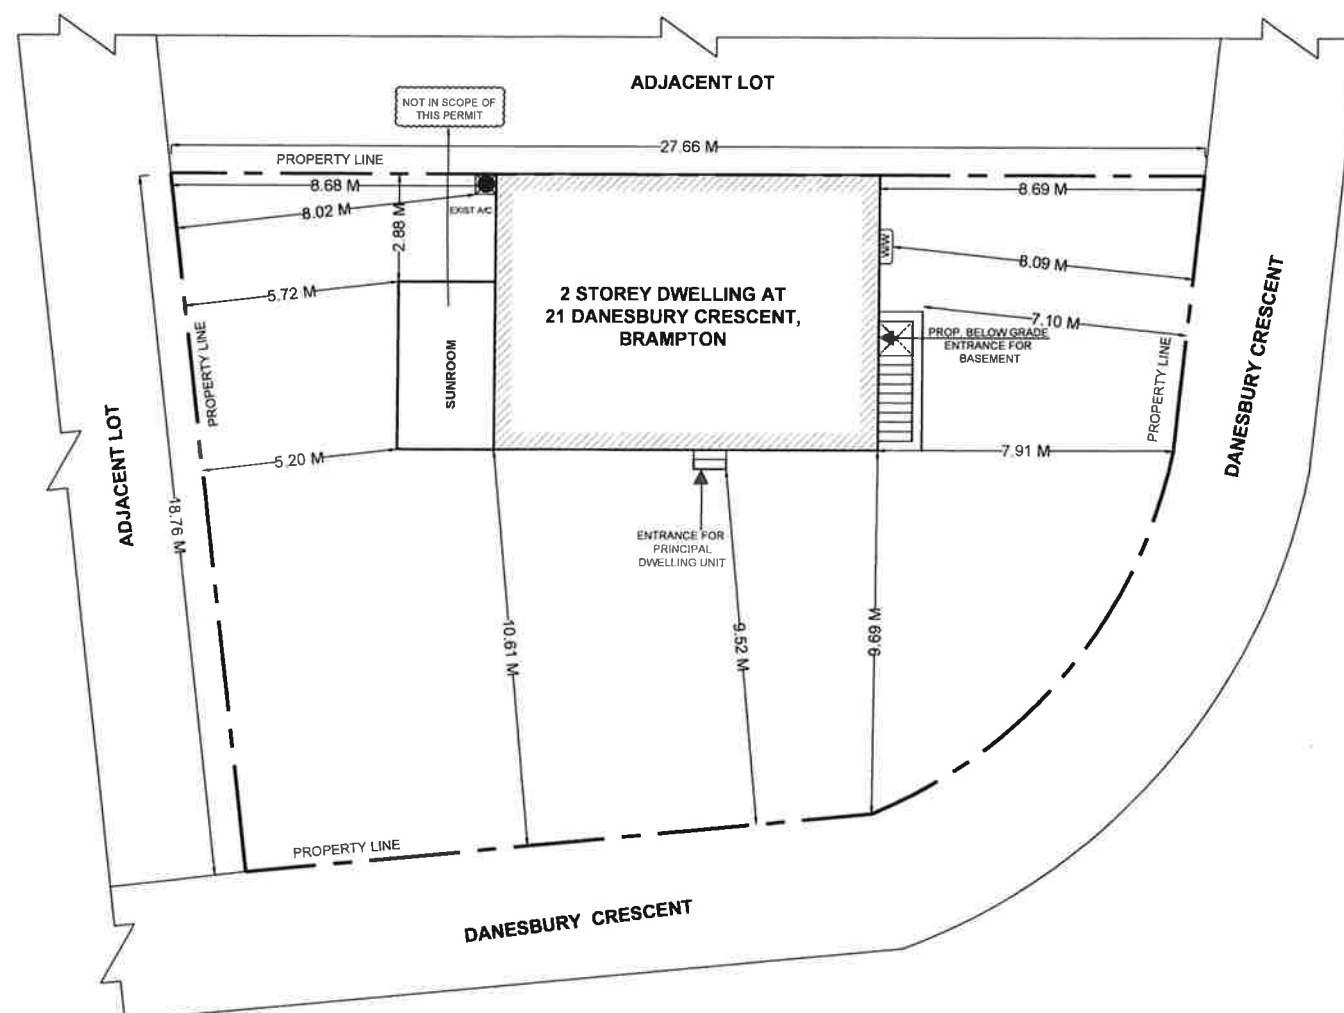 ADJACENT LOT
NOT IN SCOPE OF
THIS PERMIT
27.66 M
PROPERTY LINE
8.68 M
8.69 M
8.02 M
EXIST A/C
2.88 M
W/W
8.09 M
5.72 M
2 STOREY DWELLING AT
21 DANESBURY CRESCENT,
BRAMPTON
7.10 M
PROP. BELOW GRADE
ENTRANCE FOR
BASEMENT
PROPERTY LINE
SUNROOM
PROPERTY LINE
DANESBURY CRESCENT
ADJACENT LOT
5.20 M
7.91 M
18.76 M
ENTRANCE FOR
PRINCIPAL
DWELLING UNIT
10.61 M
9.52 M
9.69 M
PROPERTY LINE
DANESBURY CRESCENT